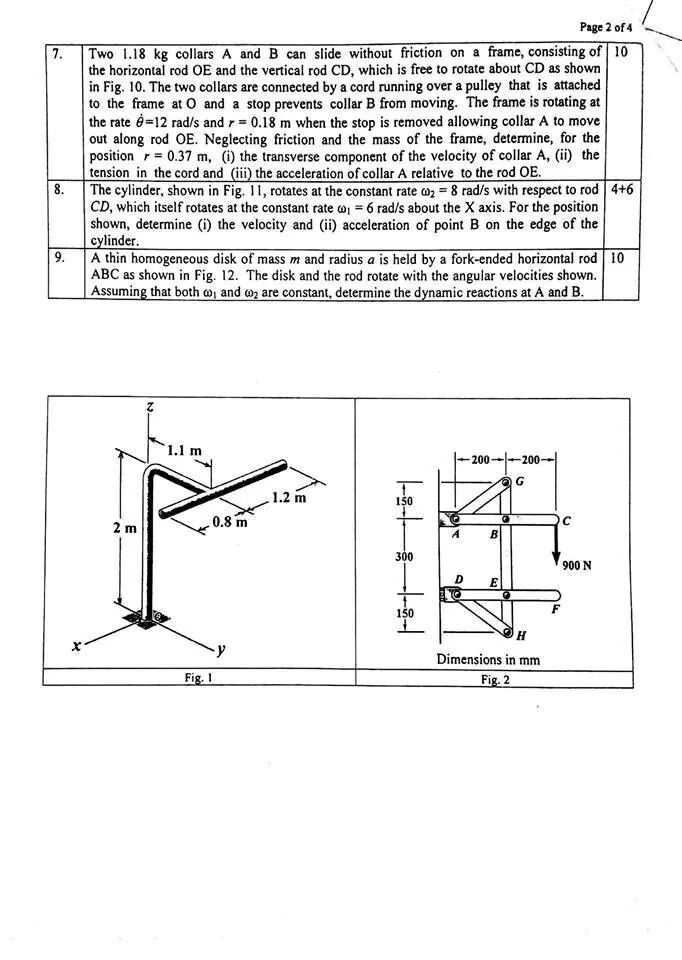 Page 2 of 4
7. Two 1.18 kg collars A and B can slide without friction on a frame, consisting of 10
the horizontal rod OE and the vertical rod CD, which is free to rotate about CD as shown
in Fig. 10. The two collars are connected by a cord running over a pulley that is attached
to the frame at O and a stop prevents collar B from moving. The frame is rotating at
the rate θ̇=12 rad/s and r = 0.18 m when the stop is removed allowing collar A to move
out along rod OE. Neglecting friction and the mass of the frame, determine, for the
position r = 0.37 m, (i) the transverse component of the velocity of collar A, (ii) the
tension in the cord and (iii) the acceleration of collar A relative to the rod OE.
8. The cylinder, shown in Fig. 11, rotates at the constant rate ω₂ = 8 rad/s with respect to rod 4+6
CD, which itself rotates at the constant rate ω₁ = 6 rad/s about the X axis. For the position
shown, determine (i) the velocity and (ii) acceleration of point B on the edge of the
cylinder.
9. A thin homogeneous disk of mass m and radius a is held by a fork-ended horizontal rod 10
ABC as shown in Fig. 12. The disk and the rod rotate with the angular velocities shown.
Assuming that both ω₁ and ω₂ are constant, determine the dynamic reactions at A and B.
z
1.1 m
1.2 m
0.8 m
2 m
x
y
Fig. 1
200 200
G
150
A B C
300
900 N
D E
F
150
H
Dimensions in mm
Fig. 2